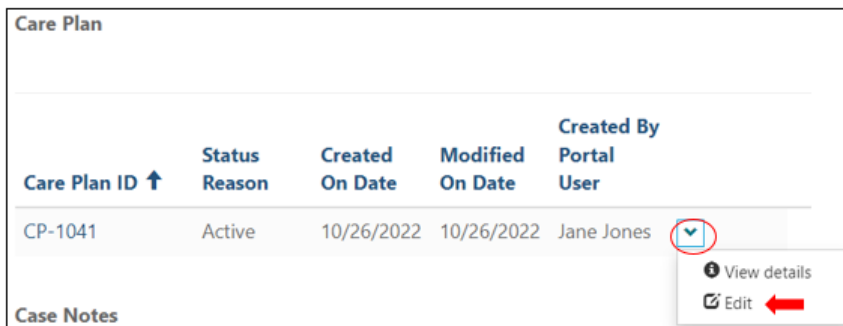 Care Plan
Created By
Status Created Modified Portal
Care Plan ID Reason On Date On Date User
CP-1041 Active 10/26/2022 10/26/2022 Jane Jones
View details
Edit
Case Notes